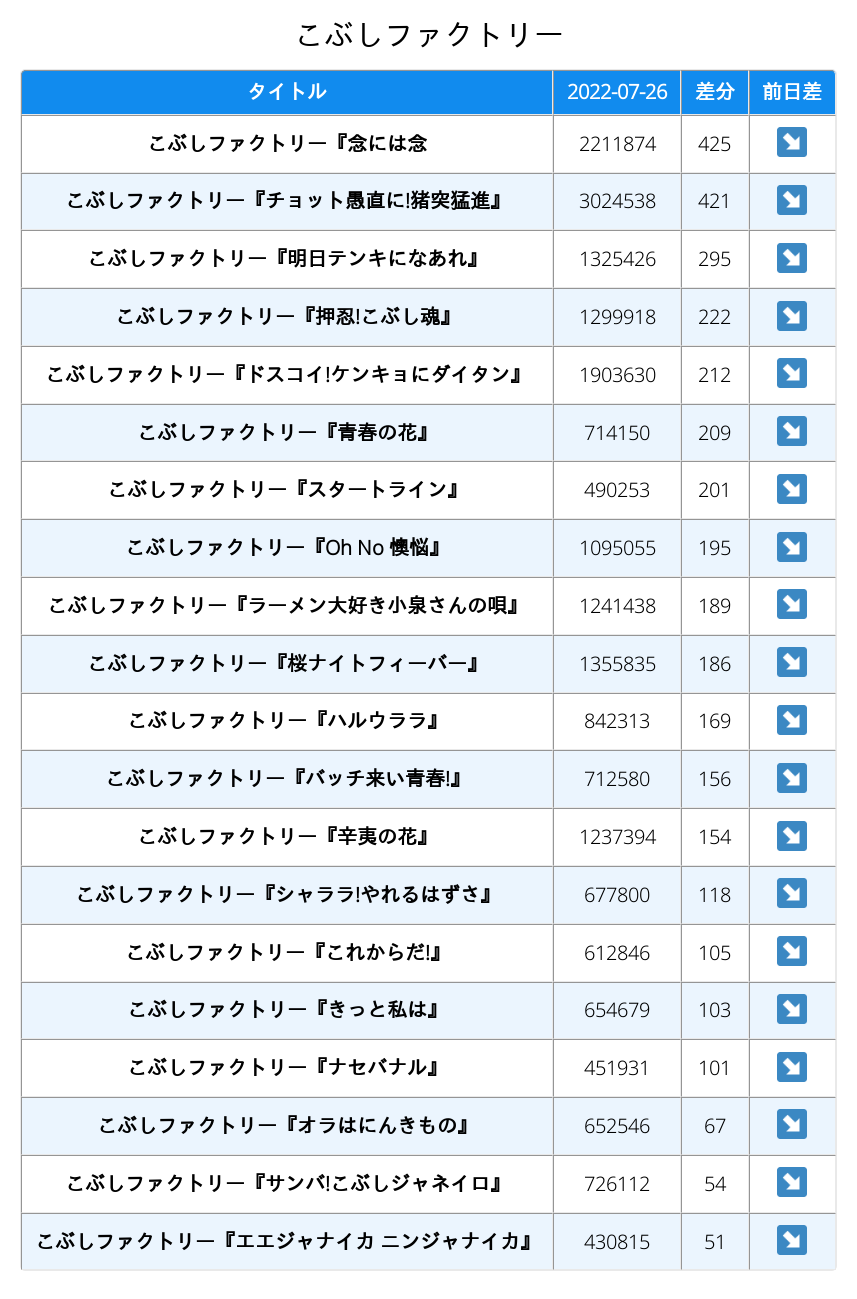 こぶしファクトリー
タイトル 2022-07-26 差分 前日差
こぶしファクトリー『念には念 2211874 425
こぶしファクトリー『チョット愚直に!猪突猛進』 3024538 421
こぶしファクトリー『明日テンキになあれ』 1325426 295
こぶしファクトリー『押忍!こぶし魂』 1299918 222
こぶしファクトリー『ドスコイ!ケンキョにダイタン』 1903630 212
こぶしファクトリー『青春の花』 714150 209
こぶしファクトリー『スタートライン』 490253 201
こぶしファクトリー『Oh No 懊悩』 1095055 195
こぶしファクトリー『ラーメン大好き小泉さんの唄』 1241438 189
こぶしファクトリー『桜ナイトフィーバー』 1355835 186
こぶしファクトリー『ハルウララ』 842313 169
こぶしファクトリー『バッチ来い青春!』 712580 156
こぶしファクトリー『辛夷の花』 1237394 154
こぶしファクトリー『シャララ!やれるはずさ』 677800 118
こぶしファクトリー『これからだ!』 612846 105
こぶしファクトリー『きっと私は』 654679 103
こぶしファクトリー『ナセバナル』 451931 101
こぶしファクトリー『オラはにんきもの』 652546 67
こぶしファクトリー『サンバ!こぶしジャネイロ』 726112 54
こぶしファクトリー『エエジャナイカ ニンジャナイカ』 430815 51